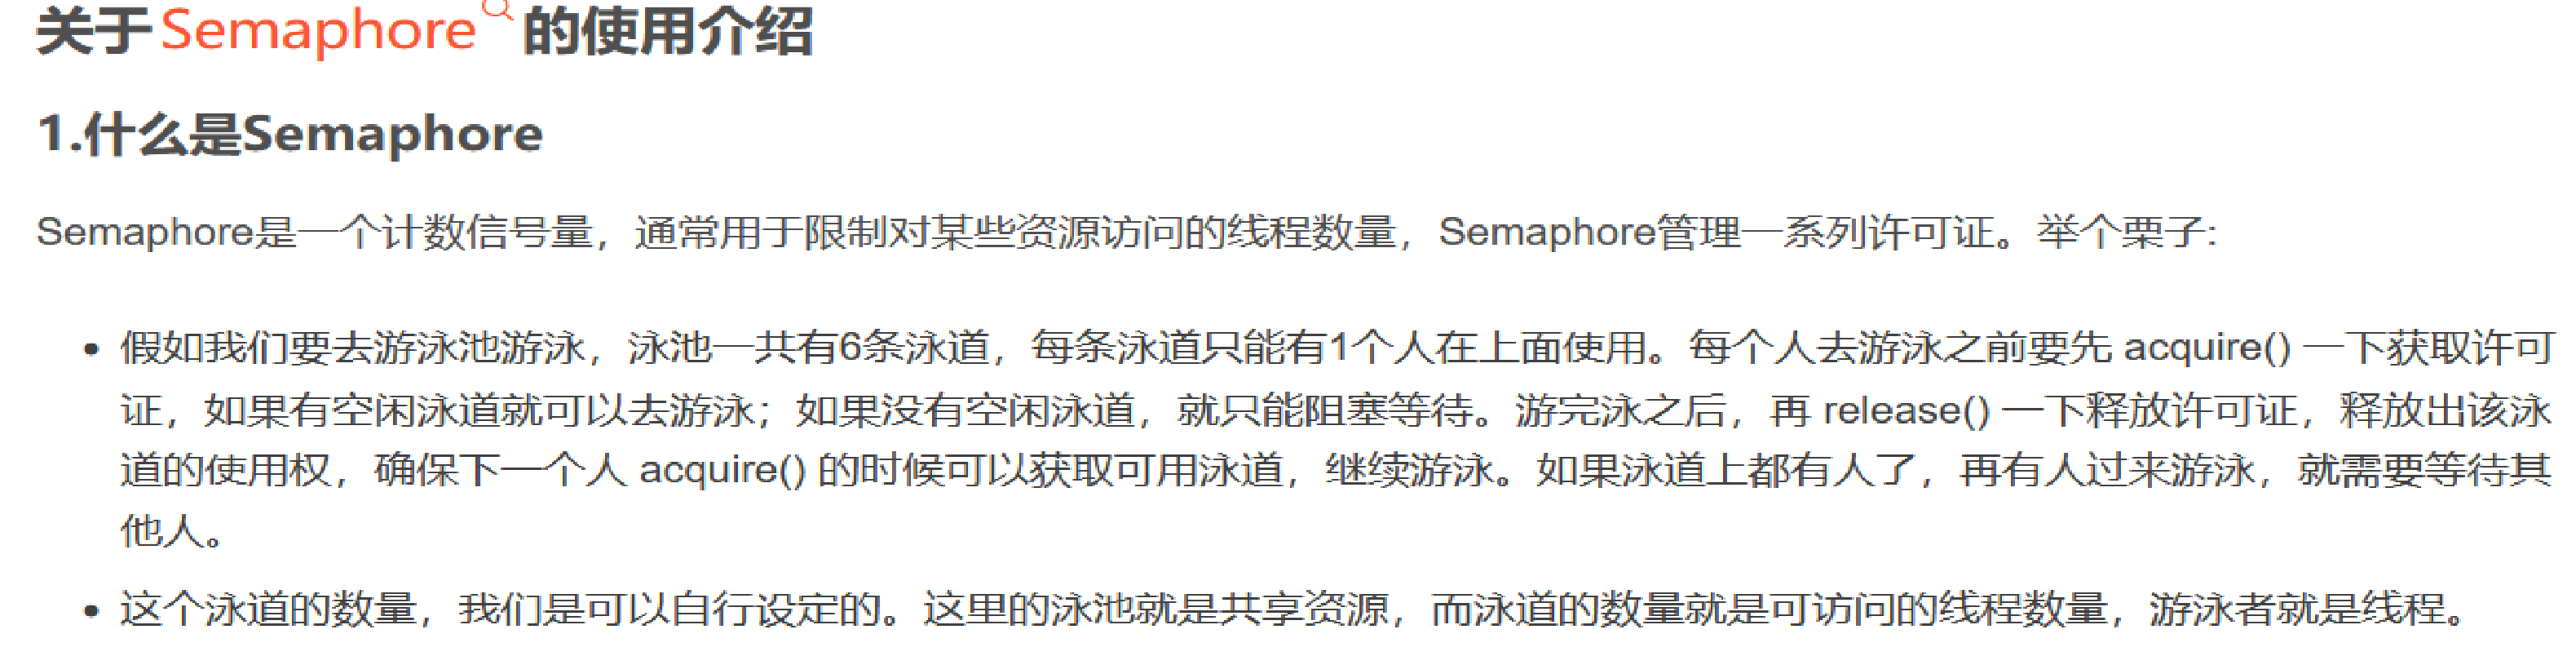 关于Semaphore的使用介绍
1.什么是Semaphore
Semaphore是一个计数信号量，通常用于限制对某些资源访问的线程数量，Semaphore管理一系列许可证。举个栗子:
• 假如我们要去游泳池游泳，泳池一共有6条泳道，每条泳道只能有1个人在上面使用。每个人去游泳之前要先 acquire() 一下获取许可
证，如果有空闲泳道就可以去游泳；如果没有空闲泳道，就只能阻塞等待。游完泳之后，再 release() 一下释放许可证，释放出该泳
道的使用权，确保下一个人 acquire() 的时候可以获取可用泳道，继续游泳。如果泳道上都有人了，再有人过来游泳，就需要等待其
他人。
• 这个泳道的数量，我们是可以自行设定的。这里的泳池就是共享资源，而泳道的数量就是可访问的线程数量，游泳者就是线程。